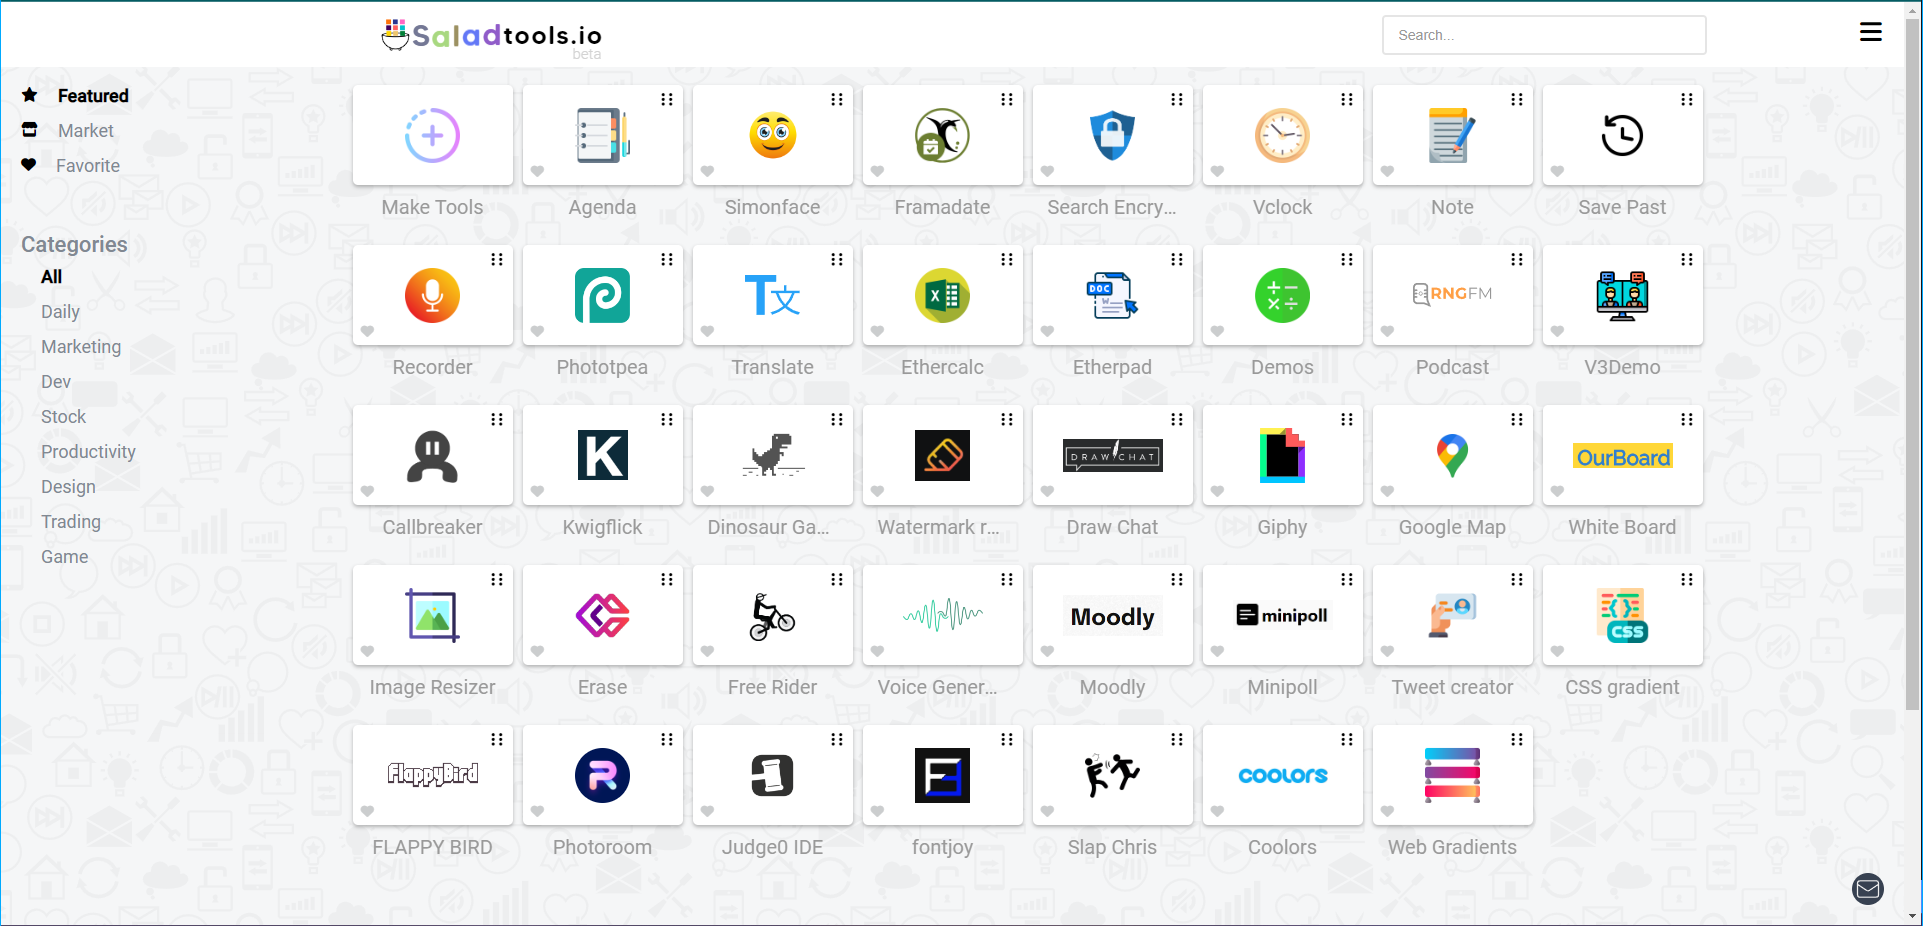 Saladtools.io
beta
Search...
Featured
Market
Favorite
Categories
All
Daily
Marketing
Dev
Stock
Productivity
Design
Trading
Game
Make Tools
Agenda
Simonface
Framadate
Search Encry...
Vclock
Note
Save Past
RNGFM
DOC
W
X
Recorder
Phototpea
Translate
Ethercalc
Etherpad
Demos
Podcast
V3Demo
K
DRAW CHAT
OurBoard
Callbreaker
Kwigflick
Dinosaur Ga...
Watermark r...
Draw Chat
Giphy
Google Map
White Board
Moodly
minipoll
CSS
Image Resizer
Erase
Free Rider
Voice Gener...
Moodly
Minipoll
Tweet creator
CSS gradient
FlappyBird
R
COOLORS
FLAPPY BIRD
Photoroom
Judge0 IDE
fontjoy
Slap Chris
Coolors
Web Gradients